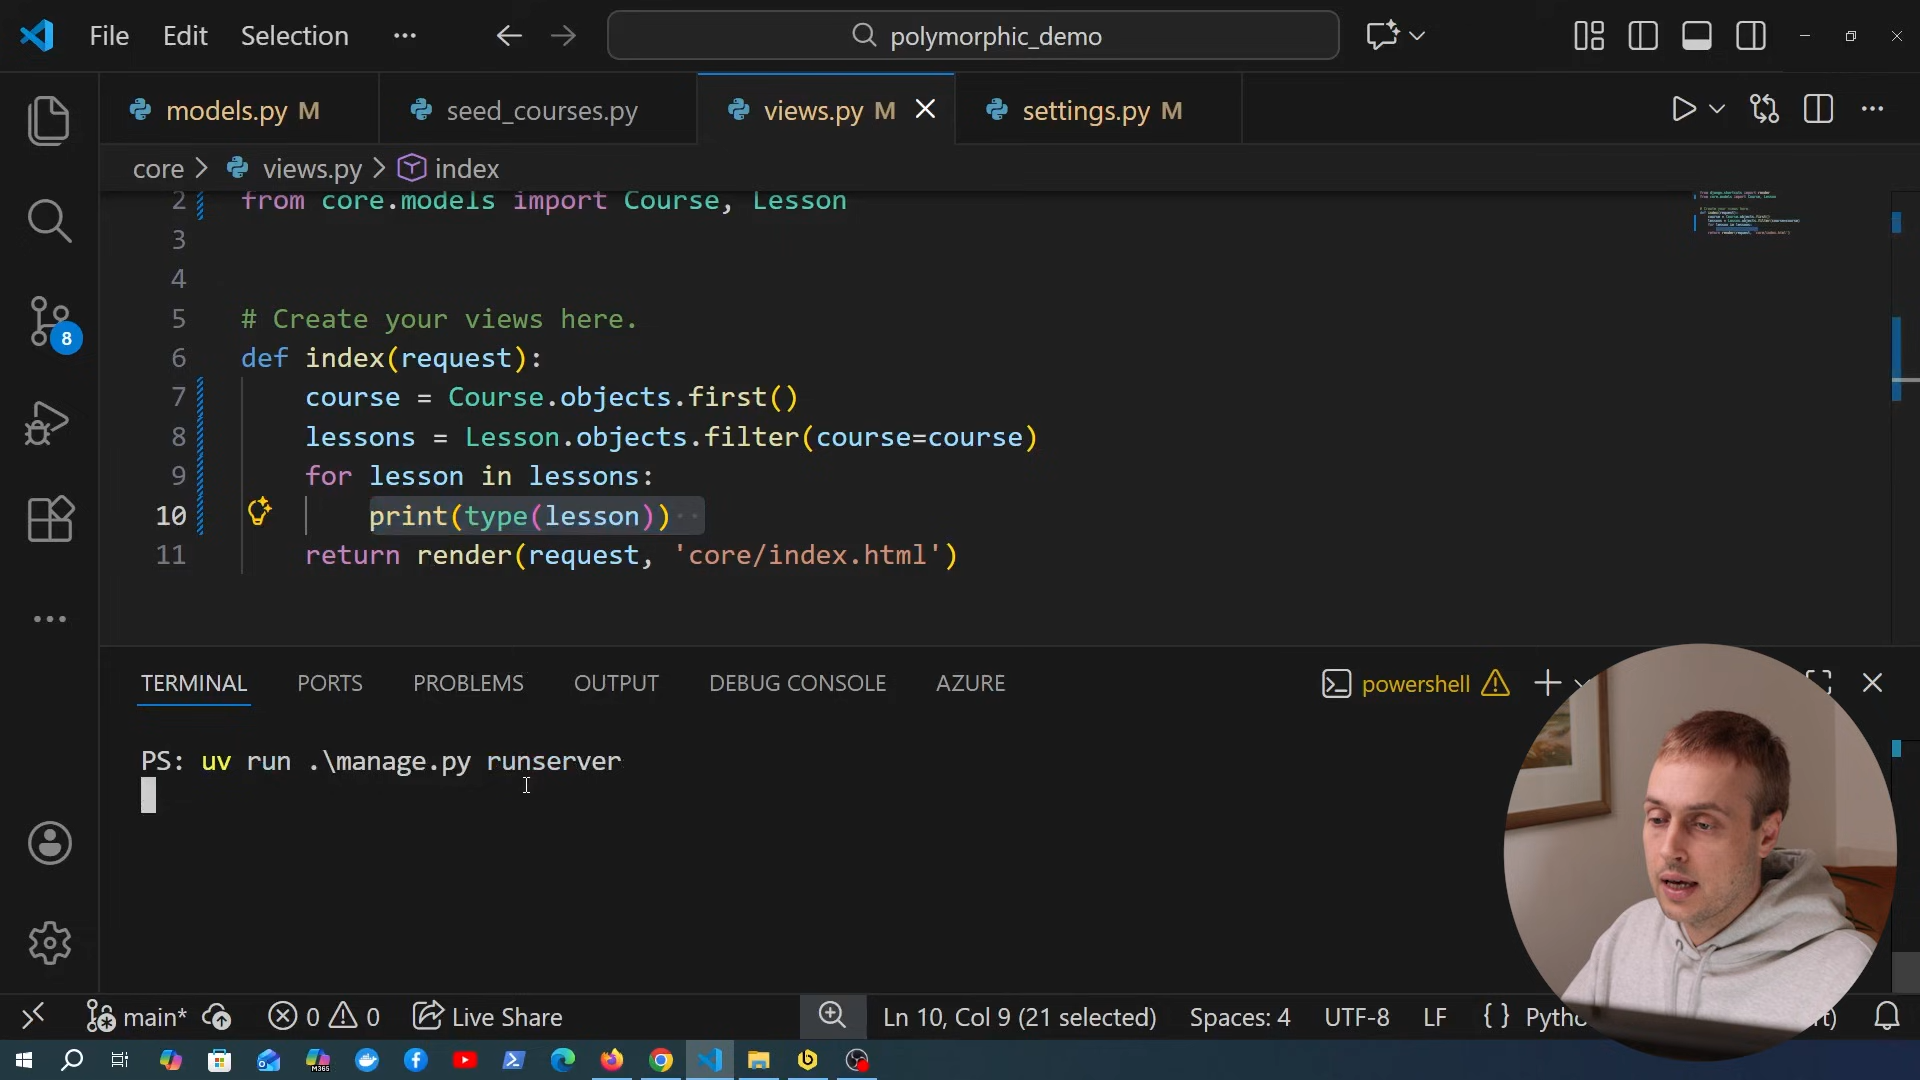 File Edit Selection ··· polymorphic_demo
models.py M seed_courses.py views.py M settings.py M
core > views.py > index
2 from core.models import Course, Lesson
3
4
5 # Create your views here.
6 def index(request):
7 course = Course.objects.first()
8 lessons = Lesson.objects.filter(course=course)
9 for lesson in lessons:
10 print(type(lesson))
11 return render(request, 'core/index.html')
8
TERMINAL PORTS PROBLEMS OUTPUT DEBUG CONSOLE AZURE powershell
PS: uv run .\manage.py runserver
main* 0 0 Live Share Ln 10, Col 9 (21 selected) Spaces: 4 UTF-8 LF { }